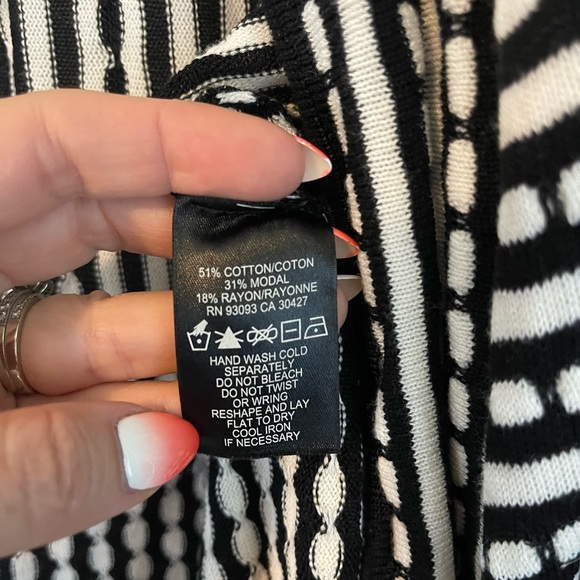 51% COTTON/COTON
31% MODAL
18% RAYON/RAYONNE
RN 93093 CA 30427
HAND WASH COLD
SEPARATELY
DO NOT BLEACH
DO NOT TWIST
OR WRING
RESHAPE AND LAY
FLAT TO DRY
COOL IRON
IF NECESSARY